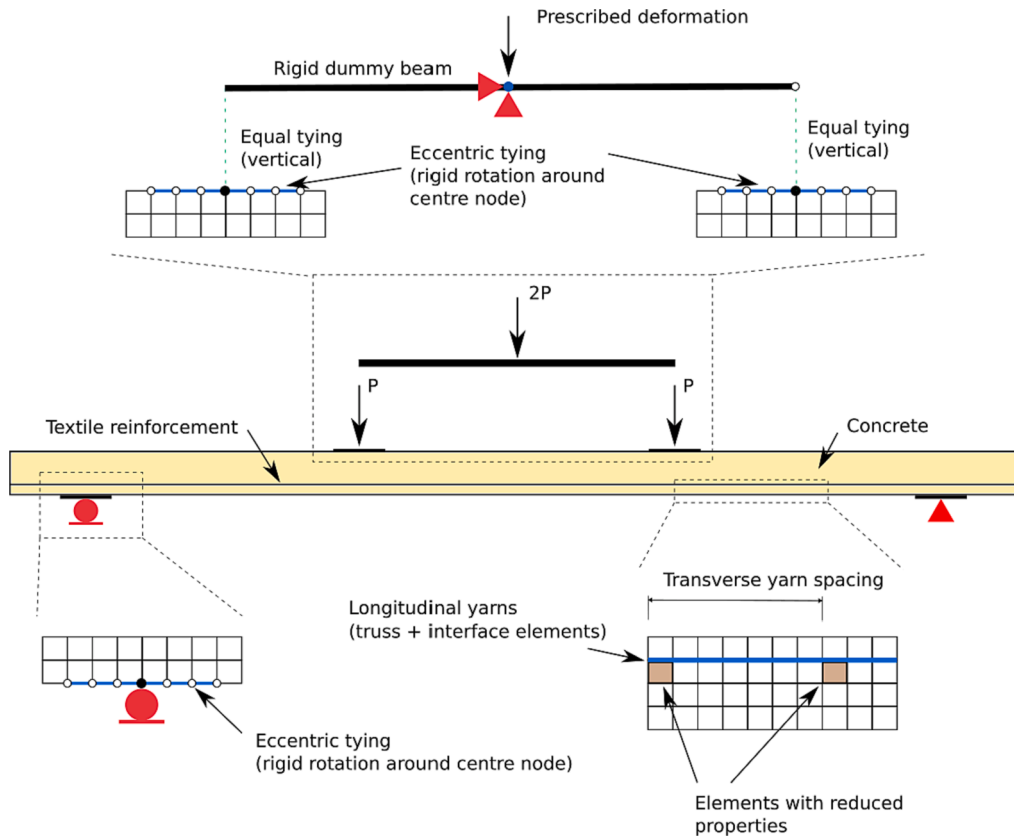 Prescribed deformation
Rigid dummy beam
Equal tying
(vertical)
Eccentric tying
(rigid rotation around
centre node)
Equal tying
(vertical)
2P
P
P
Textile reinforcement
Concrete
Transverse yarn spacing
Longitudinal yarns
(truss + interface elements)
Eccentric tying
(rigid rotation around centre node)
Elements with reduced
properties